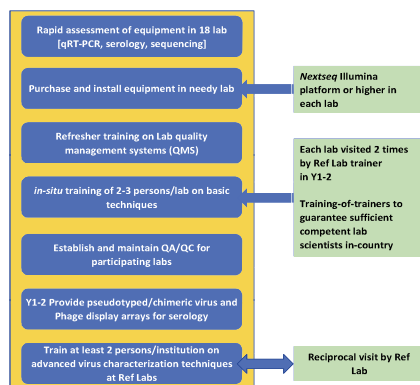 Rapid assessment of equipment in 18 lab
[qRT-PCR, serology, sequencing]
Purchase and install equipment in needy lab
Nextseq Illumina
platform or higher in
each lab
Refresher training on Lab quality
management systems (QMS)
in-situ training of 2-3 persons/lab on basic
techniques
Each lab visited 2 times
by Ref Lab trainer
in Y1-2
Training-of-trainers to
guarantee sufficient
competent lab
scientists in-country
Establish and maintain QA/QC for
participating labs
Y1-2 Provide pseudotyped/chimeric virus and
Phage display arrays for serology
Train at least 2 persons/institution on
advanced virus characterization techniques
at Ref Labs
Reciprocal visit by Ref
Lab